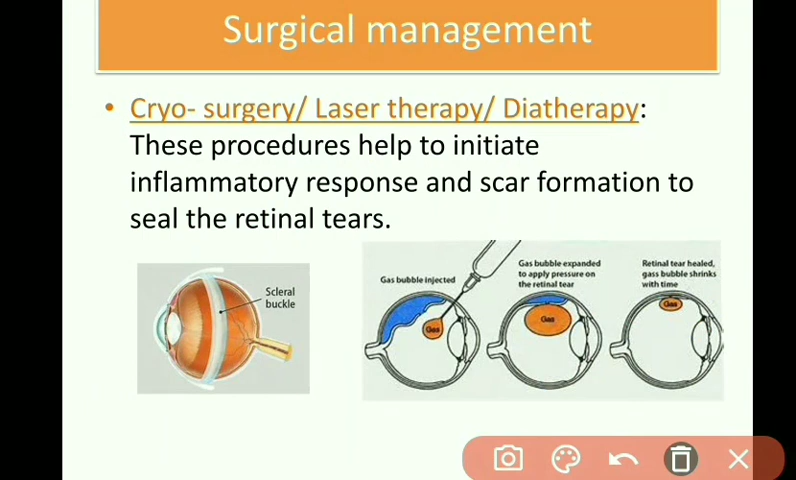 Surgical management
• Cryo- surgery/ Laser therapy/ Diatherapy:
These procedures help to initiate
inflammatory response and scar formation to
seal the retinal tears.
Scleral
buckle
Gas bubble injected
Gas
Gas bubble expanded
to apply pressure on
the retinal tear
Gas
Retinal tear healed,
gass bubble shrinks
with time
Gas